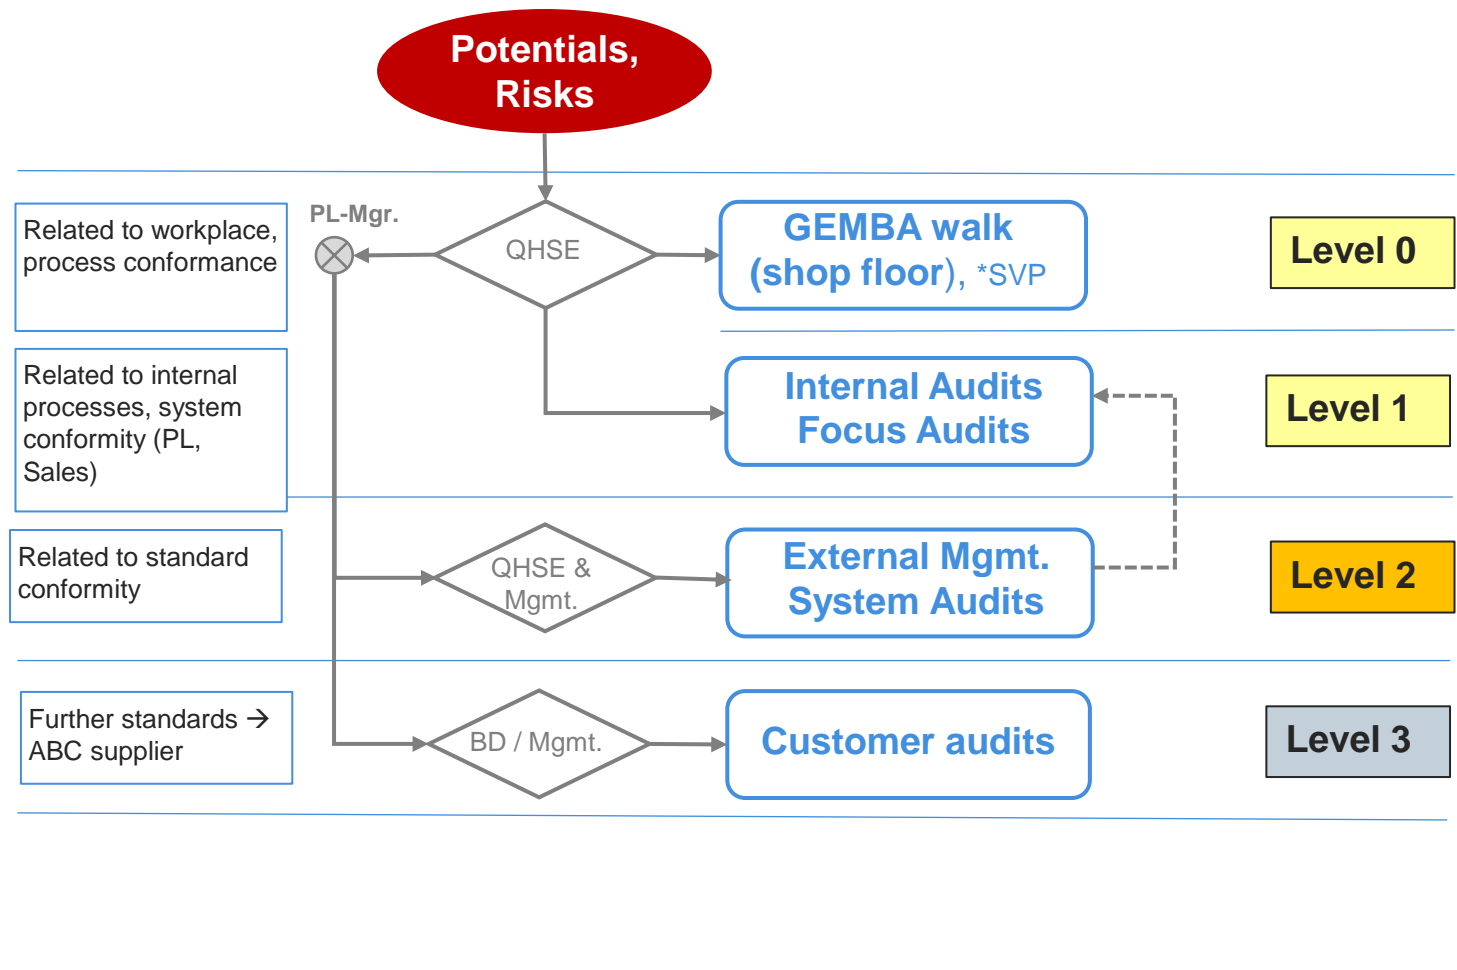 Potentials,
Risks
Related to workplace,
process conformance
PL-Mgr.
QHSE
GEMBA walk
(shop floor), *SVP
Level 0
Related to internal
processes, system
conformity (PL,
Sales)
Internal Audits
Focus Audits
Level 1
Related to standard
conformity
QHSE &
Mgmt.
External Mgmt.
System Audits
Level 2
Further standards →
ABC supplier
BD / Mgmt.
Customer audits
Level 3